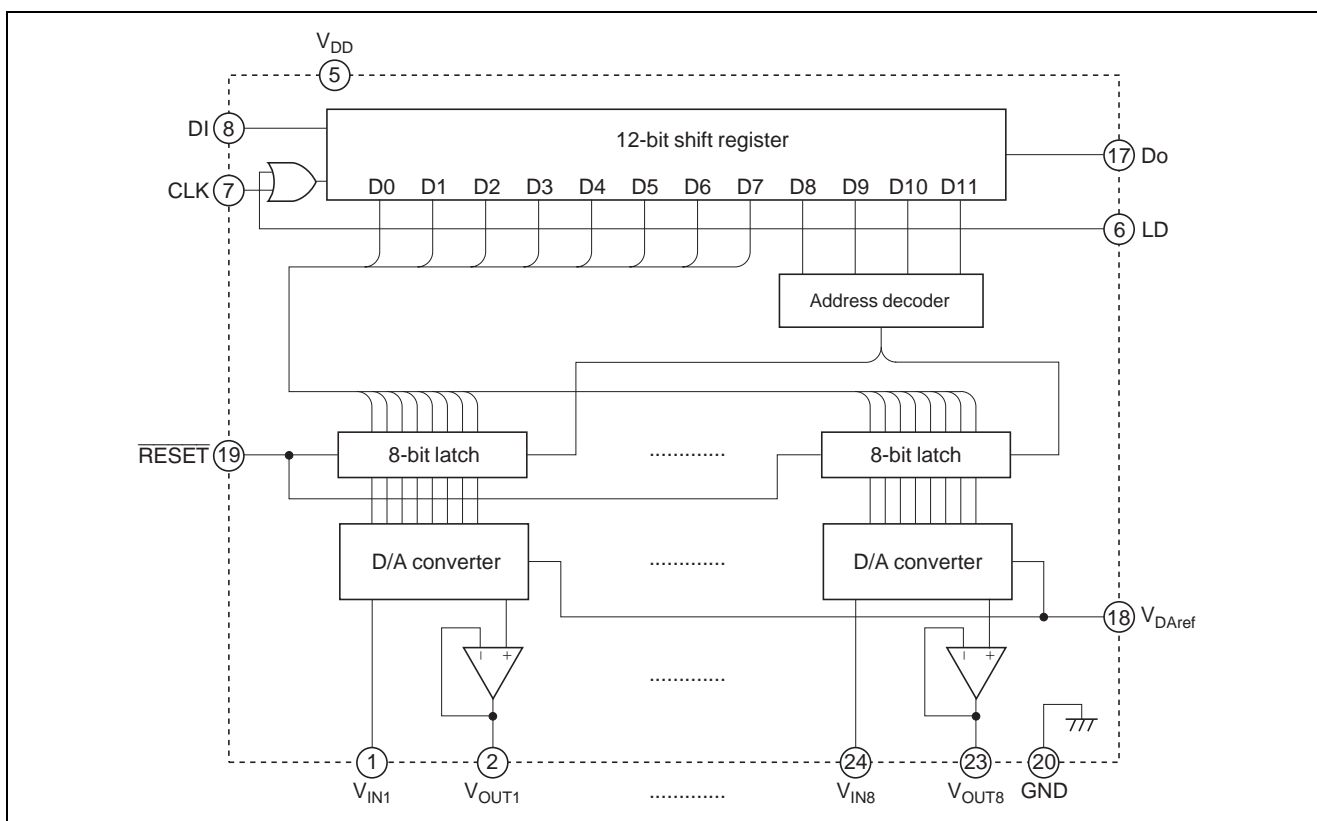 VDD
5
DI 8
12-bit shift register
17 Do
CLK 7
D0 D1 D2 D3 D4 D5 D6 D7 D8 D9 D10 D11
6 LD
Address decoder
RESET 19
8-bit latch ............. 8-bit latch
D/A converter ............. D/A converter
18 VDAref
− + ............. − +
1 2 24 23 20
VIN1 VOUT1 ............. VIN8 VOUT8 GND